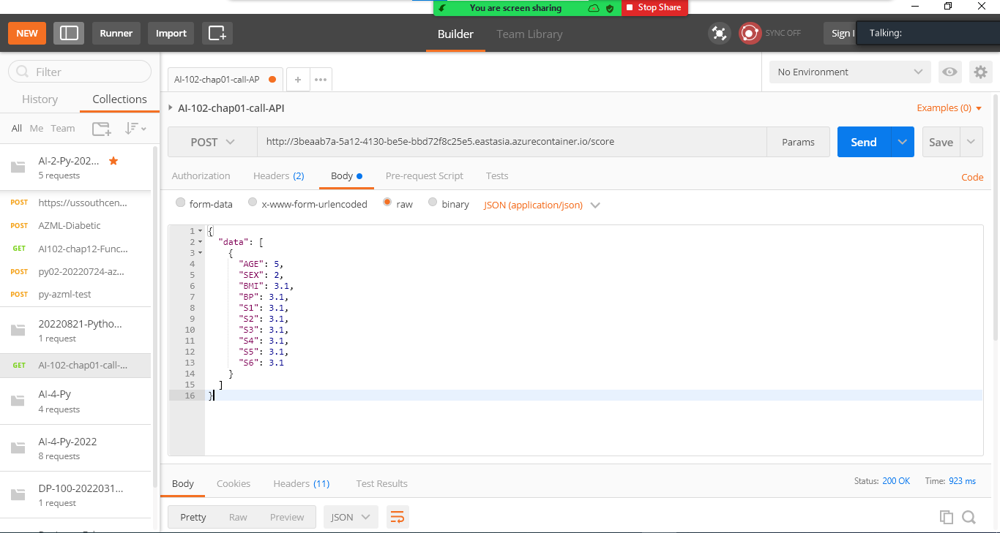 You are screen sharing
Stop Share
NEW
Runner
Import
Builder
Team Library
SYNC OFF
Sign I
Talking:
Filter
History
Collections
All Me Team
AI-2-Py-202...
5 requests
POST https://ussouthcen...
POST AZML-Diabetic
GET AI102-chap12-Func...
POST py02-20220724-az...
POST py-azml-test
20220821-Pytho...
1 request
GET AI-102-chap01-call-...
AI-4-Py
4 requests
AI-4-Py-2022
8 requests
DP-100-2022031...
1 request
AI-102-chap01-call-AP
+
•••
No Environment
AI-102-chap01-call-API
Examples (0)
POST
http://3beaab7a-5a12-4130-be5e-bbd72f8c25e5.eastasia.azurecontainer.io/score
Params
Send
Save
Authorization
Headers (2)
Body
Pre-request Script
Tests
Code
form-data
x-www-form-urlencoded
raw
binary
JSON (application/json)
1 {
2 "data": [
3 {
4 "AGE": 5,
5 "SEX": 2,
6 "BMI": 3.1,
7 "BP": 3.1,
8 "S1": 3.1,
9 "S2": 3.1,
10 "S3": 3.1,
11 "S4": 3.1,
12 "S5": 3.1,
13 "S6": 3.1
14 }
15 ]
16 }
Body
Cookies
Headers (11)
Test Results
Status: 200 OK
Time: 923 ms
Pretty
Raw
Preview
JSON